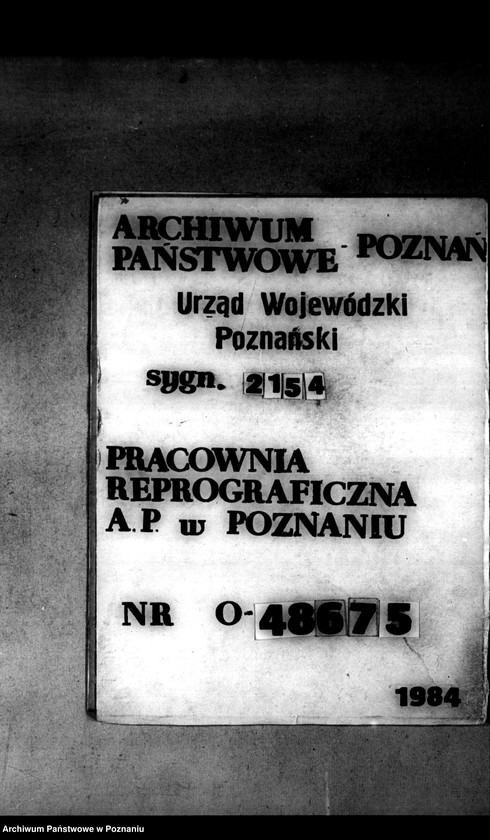 ARCHIWUM
PAŃSTWOWE - POZNAŃ
Urząd Wojewódzki
Poznański
sygn. 2154
PRACOWNIA
REPROGRAFICZNA
A.P. w POZNANIU
NR O-48675
1984
Archiwum Państwowe w Poznaniu